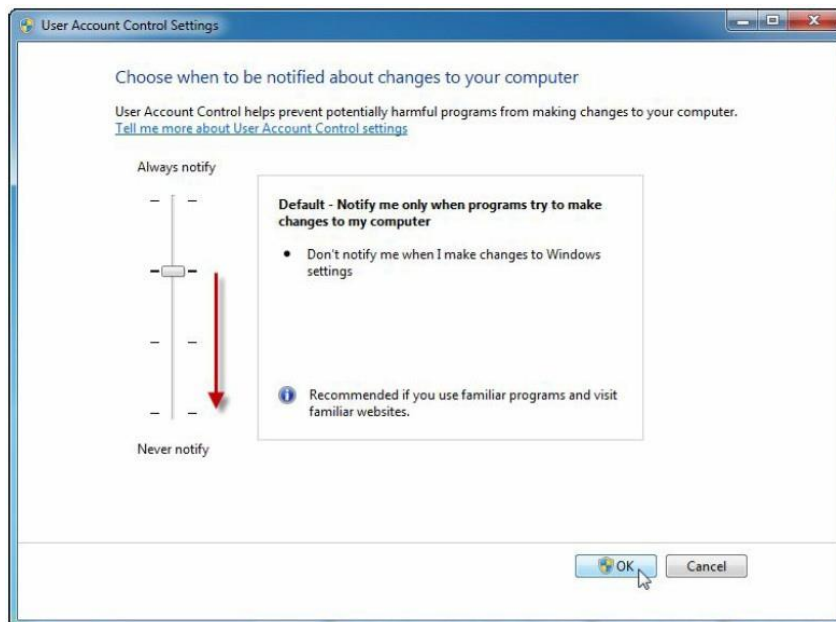 User Account Control Settings
Choose when to be notified about changes to your computer
User Account Control helps prevent potentially harmful programs from making changes to your computer.
Tell me more about User Account Control settings
Always notify
Default - Notify me only when programs try to make
changes to my computer
• Don't notify me when I make changes to Windows
settings
Recommended if you use familiar programs and visit
familiar websites.
Never notify
OK
Cancel